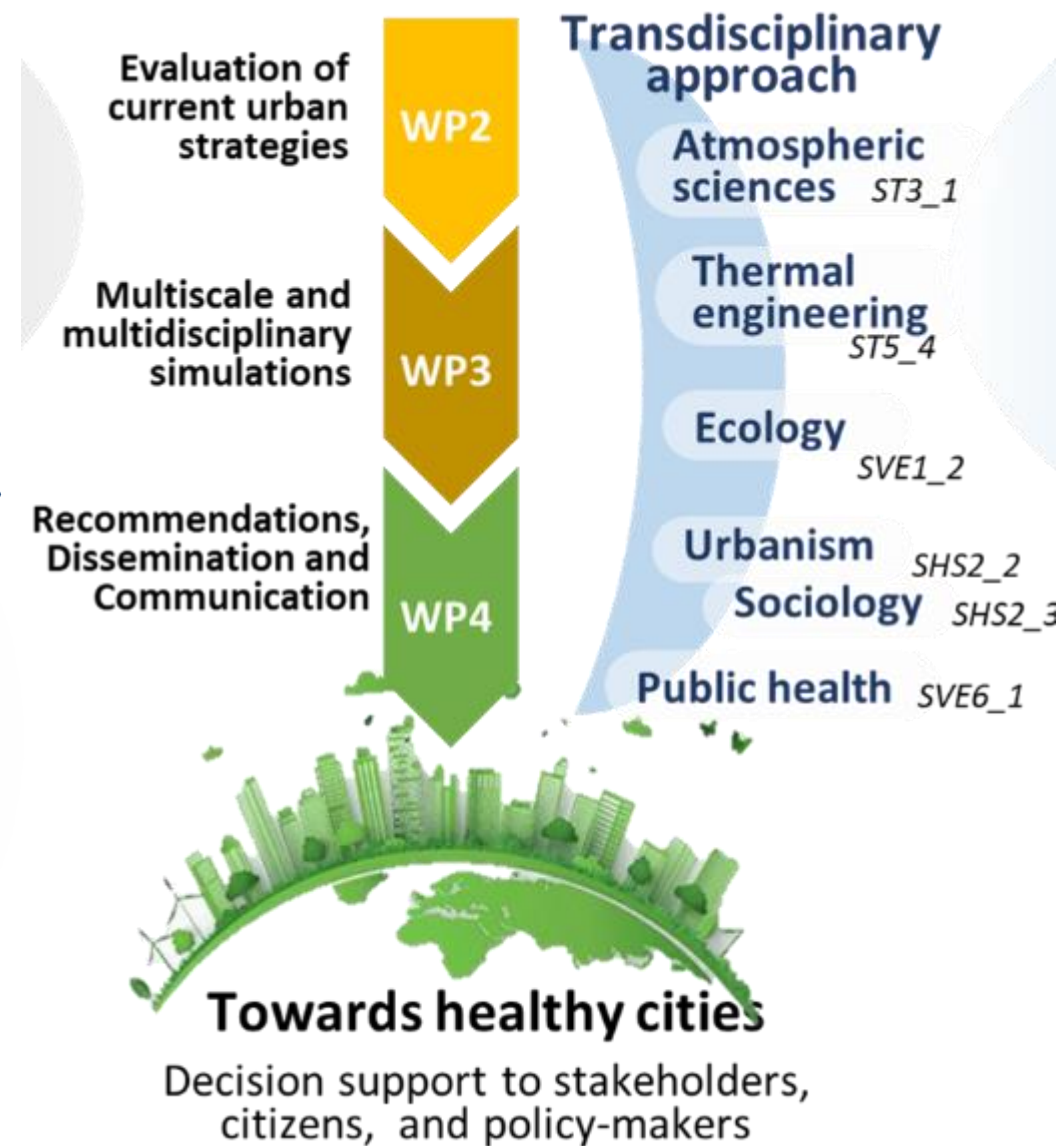 Evaluation of
current urban
strategies
WP2
Multiscale and
multidisciplinary
simulations
WP3
Recommendations,
Dissemination and
Communication
WP4
Transdisciplinary
approach
Atmospheric
sciences ST3_1
Thermal
engineering
ST5_4
Ecology
SVE1_2
Urbanism SHS2_2
Sociology SHS2_3
Public health SVE6_1
Towards healthy cities
Decision support to stakeholders,
citizens, and policy-makers